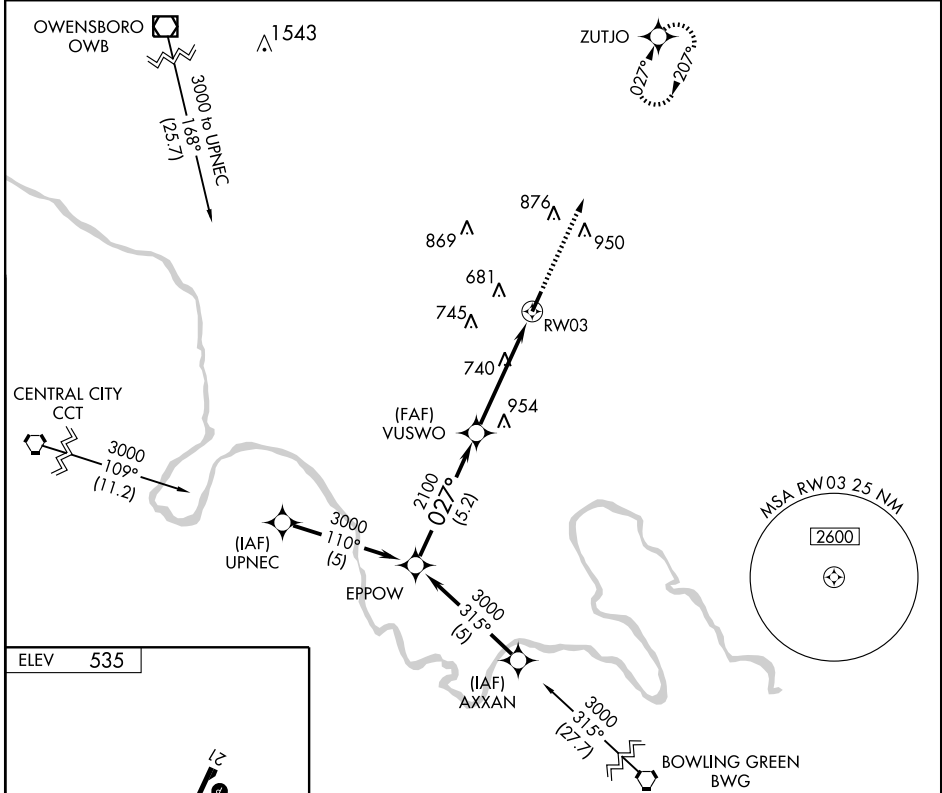 OWENSBORO
OWB
1543
ZUTJO
027°
207°
3000 to UPNEC
168°
(25.7)
876
950
869
681
745
RW03
740
954
(FAF)
VUSWO
CENTRAL CITY
CCT
3000
109°
(11.2)
2100
027°
(5.2)
MSA RW03 25 NM
2600
3000
110°
(5)
(IAF)
UPNEC
EPPOW
3000
315°
(5)
(IAF)
AXXAN
3000
315°
(27.7)
BOWLING GREEN
BWG
ELEV 535
21
P